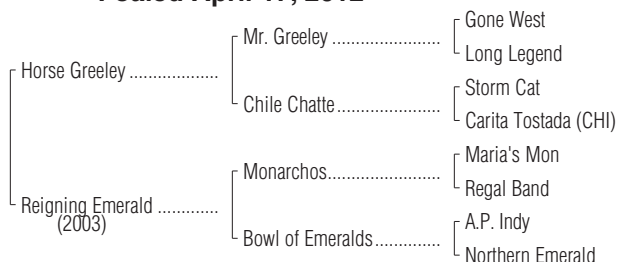 Foaled April 17, 2012
Gone West
Mr. Greeley .......................
Long Legend
Horse Greeley ...................
Storm Cat
Chile Chatte.......................
Carita Tostada (CHI)
Maria's Mon
Monarchos.........................
Regal Band
Reigning Emerald .............
(2003)
A.P. Indy
Bowl of Emeralds...............
Northern Emerald